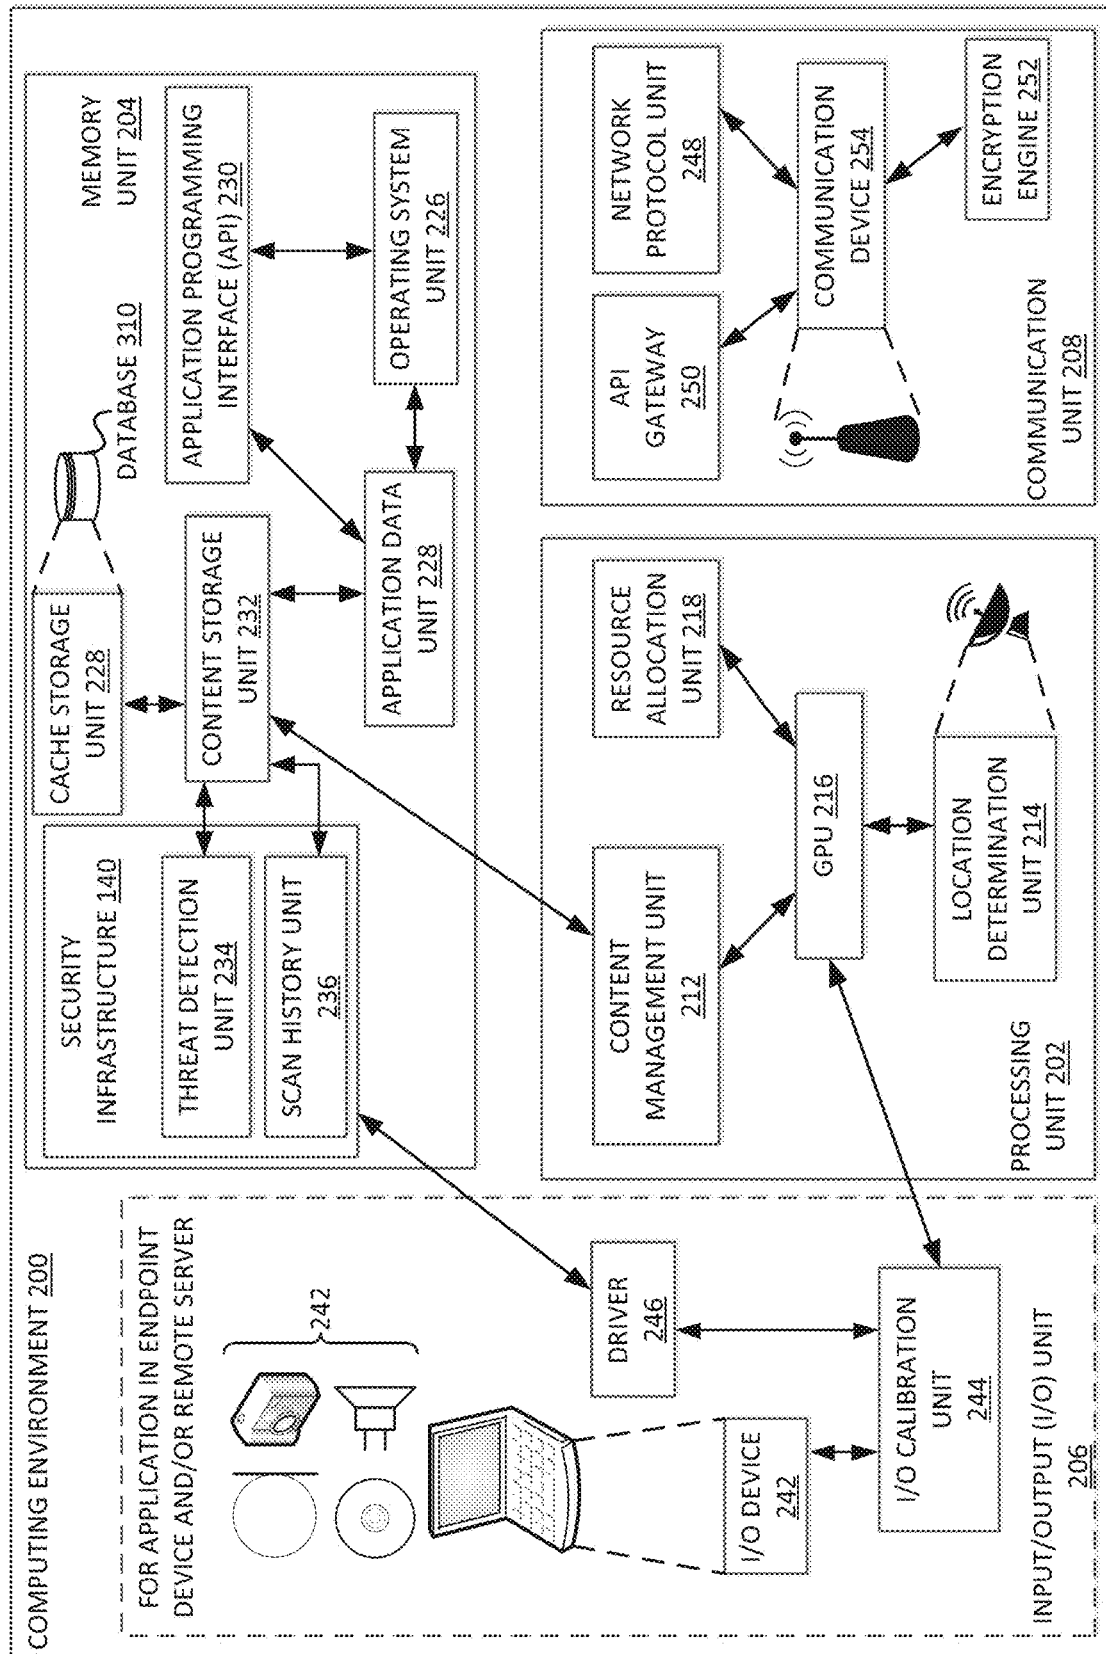 COMPUTING ENVIRONMENT 200
FOR APPLICATION IN ENDPOINT
DEVICE AND/OR REMOTE SERVER
242
DRIVER
246
I/O DEVICE
242
I/O CALIBRATION
UNIT
244
INPUT/OUTPUT (I/O) UNIT
206
SECURITY
INFRASTRUCTURE 140
THREAT DETECTION
UNIT 234
SCAN HISTORY UNIT
236
CACHE STORAGE
UNIT 228
DATABASE 310
MEMORY
UNIT 204
CONTENT STORAGE
UNIT 232
APPLICATION PROGRAMMING
INTERFACE (API) 230
APPLICATION DATA
UNIT 228
OPERATING SYSTEM
UNIT 226
CONTENT
MANAGEMENT UNIT
212
RESOURCE
ALLOCATION
UNIT 218
GPU 216
LOCATION
DETERMINATION
UNIT 214
PROCESSING
UNIT 202
API
GATEWAY
250
NETWORK
PROTOCOL UNIT
248
COMMUNICATION
DEVICE 254
ENCRYPTION
ENGINE 252
COMMUNICATION
UNIT 208